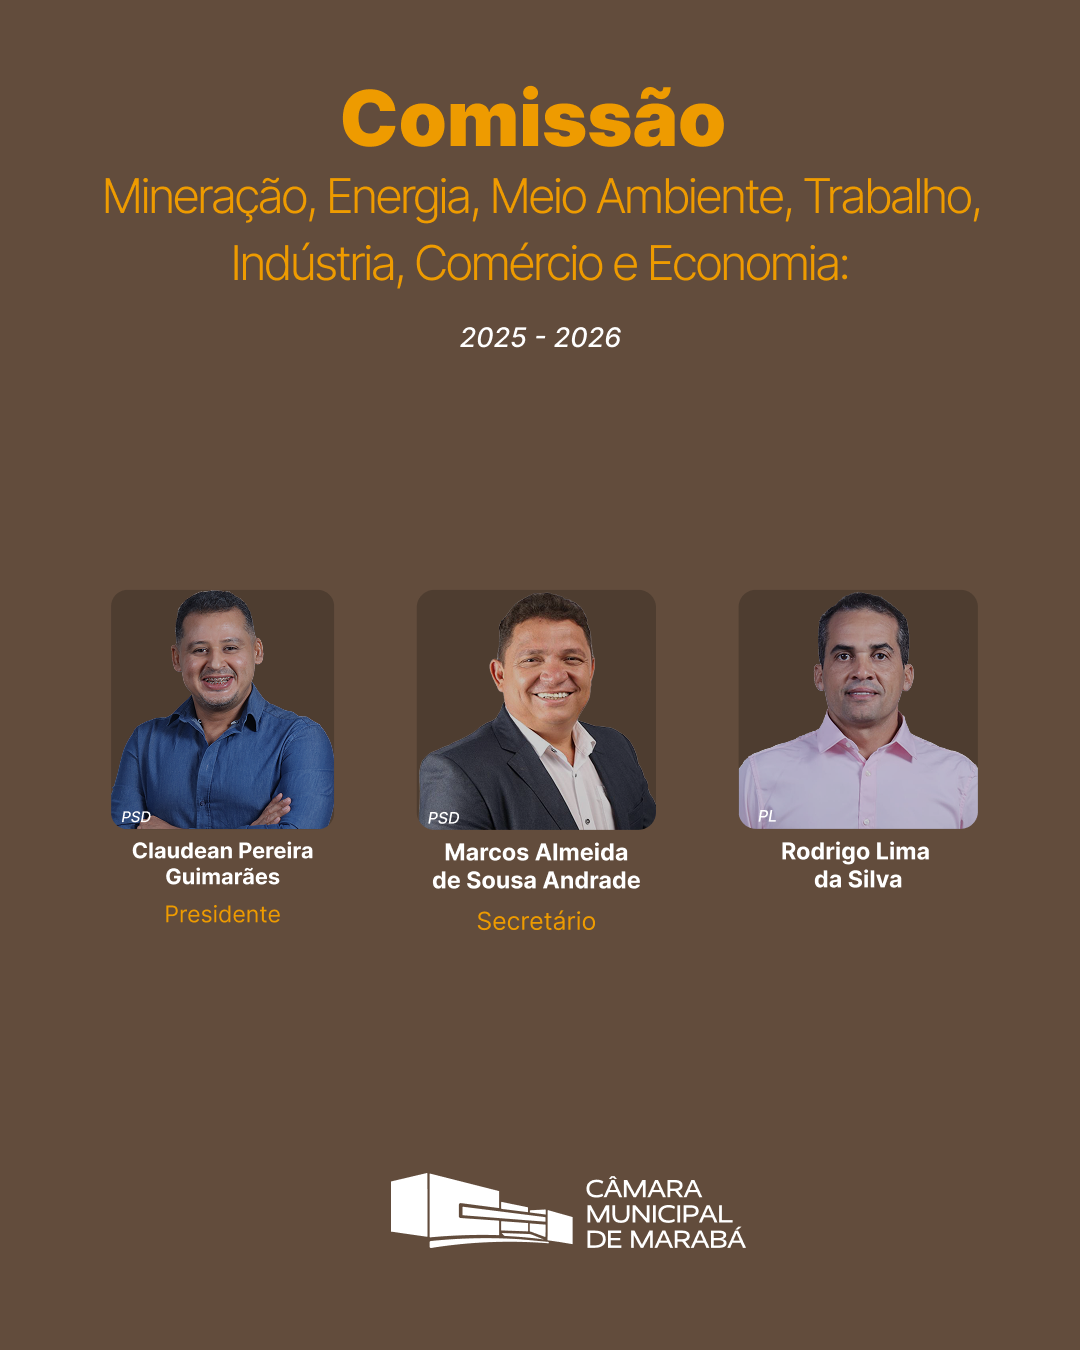 Comissão
Mineração, Energia, Meio Ambiente, Trabalho,
Indústria, Comércio e Economia:
2025 - 2026
PSD
Claudean Pereira
Guimarães
Presidente
PSD
Marcos Almeida
de Sousa Andrade
Secretário
PL
Rodrigo Lima
da Silva
CÂMARA
MUNICIPAL
DE MARABÁ